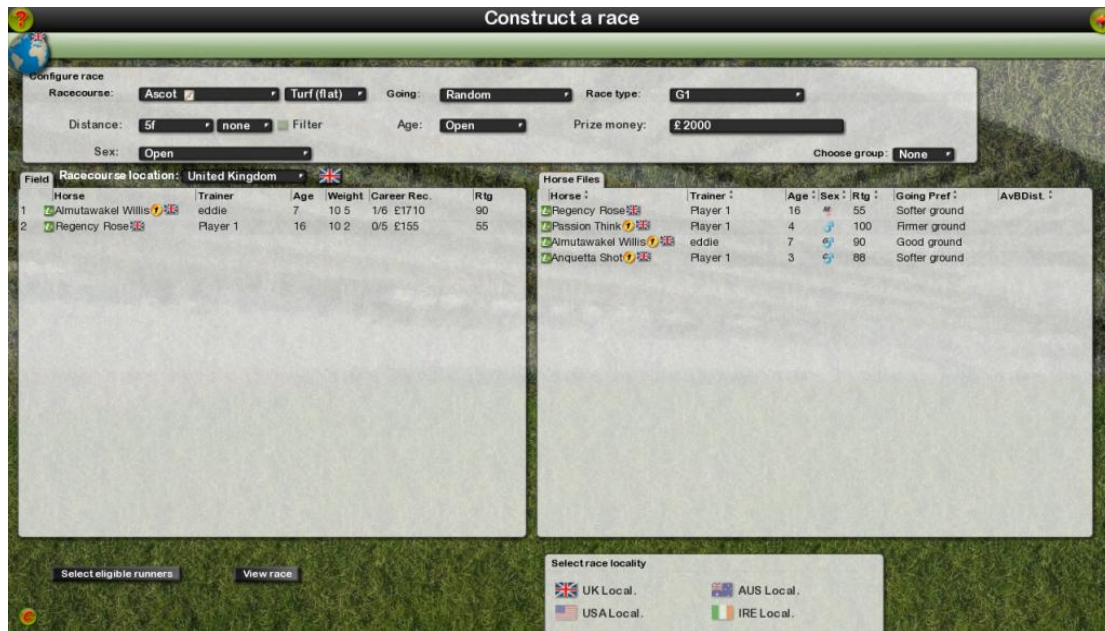 Construct a race
Configure race
Racecourse: Ascot Turf (flat) Going: Random Race type: G1
Distance: 5f none Filter Age: Open Prize money: £2000
Sex: Open Choose group: None
Field Racecourse location: United Kingdom
Horse Trainer Age Weight Career Rec. Rtg
1 Almutawakel Willis eddie 7 10 5 1/6 £1710 90
2 Regency Rose Player 1 16 10 2 0/5 £155 55
Horse Files
Horse Trainer Age Sex Rtg Going Pref AvBDist.
Regency Rose Player 1 16 55 Softer ground
Passion Think Player 1 4 100 Firmer ground
Almutawakel Willis eddie 7 90 Good ground
Anquetta Shot Player 1 3 88 Softer ground
Select eligible runners View race
Select race locality
UK Local. AUS Local.
USA Local. IRE Local.